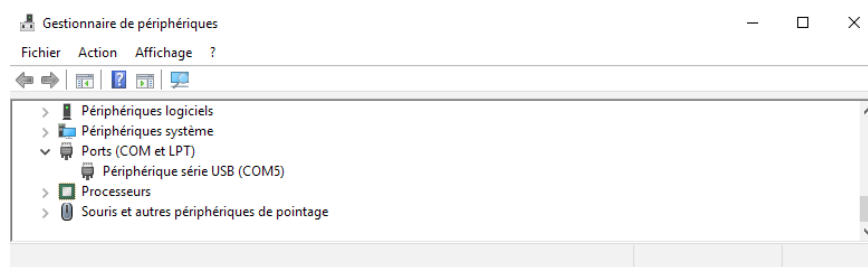 Gestionnaire de périphériques
Fichier Action Affichage ?
Périphériques logiciels
Périphériques système
Ports (COM et LPT)
Périphérique série USB (COM5)
Processeurs
Souris et autres périphériques de pointage